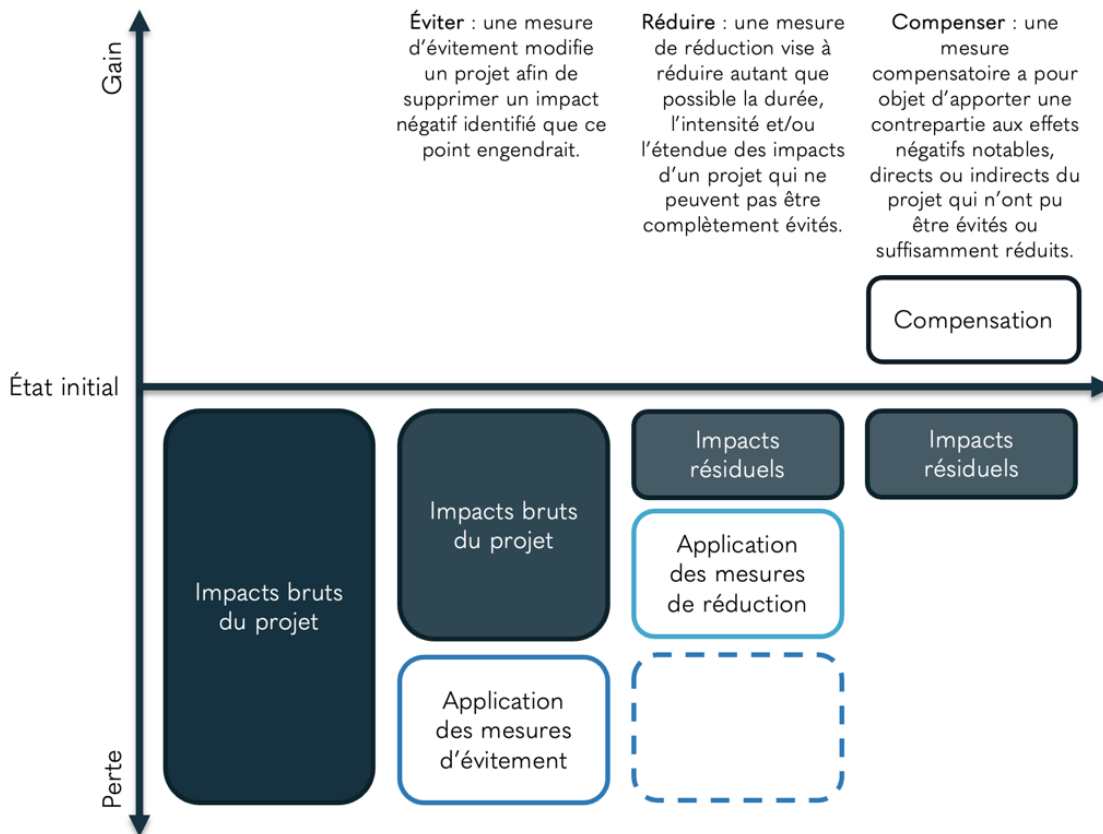 Gain
Éviter : une mesure
d'évitement modifie
un projet afin de
supprimer un impact
négatif identifié que ce
point engendrait.
Réduire : une mesure
de réduction vise à
réduire autant que
possible la durée,
l'intensité et/ou
l'étendue des impacts
d'un projet qui ne
peuvent pas être
complètement évités.
Compenser : une
mesure
compensatoire a pour
objet d'apporter une
contrepartie aux effets
négatifs notables,
directs ou indirects du
projet qui n'ont pu
être évités ou
suffisamment réduits.
Compensation
État initial
Impacts bruts
du projet
Impacts bruts
du projet
Application
des mesures
d'évitement
Impacts
résiduels
Application
des mesures
de réduction
Impacts
résiduels
Perte